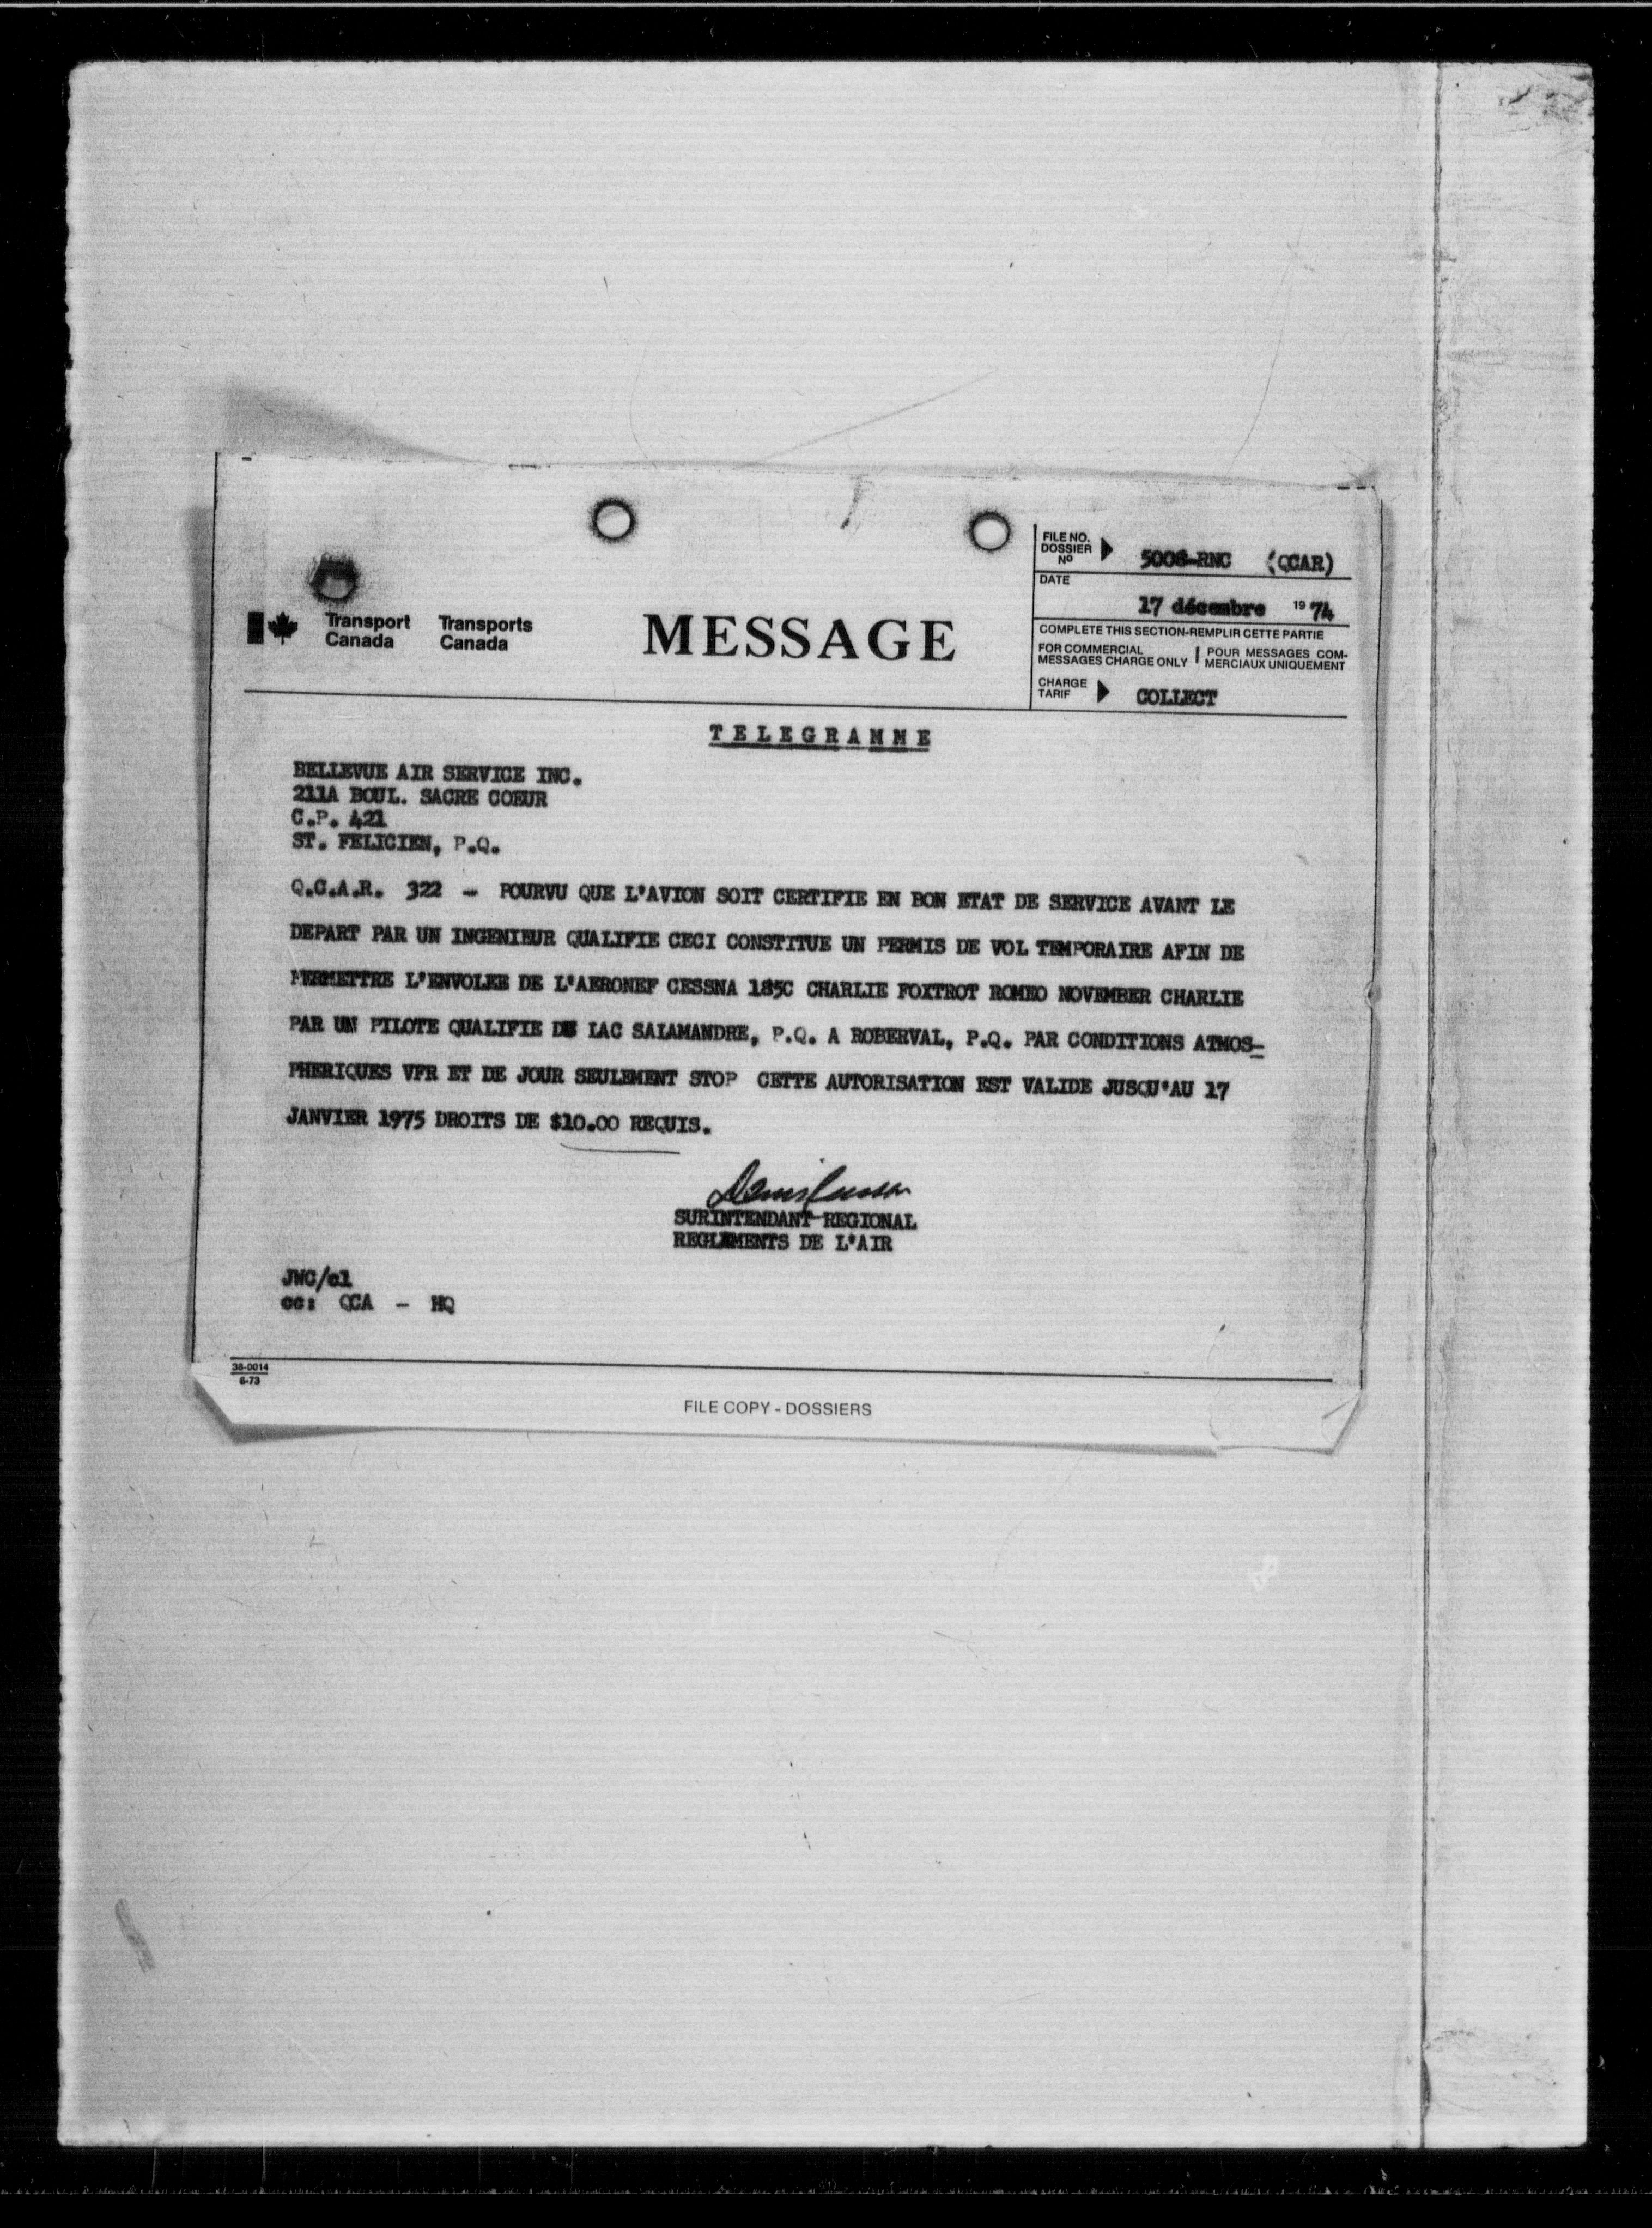 FILE NO.
DOSSIER
Nº
5008-RNC (QCAR)
DATE
17 décembre 1974
Transport Canada
Transports Canada
MESSAGE
COMPLETE THIS SECTION-REMPLIR CETTE PARTIE
FOR COMMERCIAL
MESSAGES CHARGE ONLY
POUR MESSAGES COM-
MERCIAUX UNIQUEMENT
CHARGE
TARIF
COLLECT
TELEGRAMME
BELLEVUE AIR SERVICE INC.
211A BOUL. SACRE COEUR
C.P. 421
ST. FELICIEN, P.Q.
Q.C.A.R. 322 - POURVU QUE L'AVION SOIT CERTIFIE EN BON ETAT DE SERVICE AVANT LE
DEPART PAR UN INGENIEUR QUALIFIE CECI CONSTITUE UN PERMIS DE VOL TEMPORAIRE AFIN DE
PERMETTRE L'ENVOLEE DE L'AERONEF CESSNA 185C CHARLIE FOXTROT ROMEO NOVEMBER CHARLIE
PAR UN PILOTE QUALIFIE DU LAC SALAMANDRE, P.Q. A ROBERVAL, P.Q. PAR CONDITIONS ATMOS-
PHERIQUES VFR ET DE JOUR SEULEMENT STOP CETTE AUTORISATION EST VALIDE JUSQU'AU 17
JANVIER 1975 DROITS DE $10.00 REQUIS.
SURINTENDANT REGIONAL
REGLEMENTS DE L'AIR
JWC/cl
cc: QCA - HQ
38-0014
6-73
FILE COPY - DOSSIERS